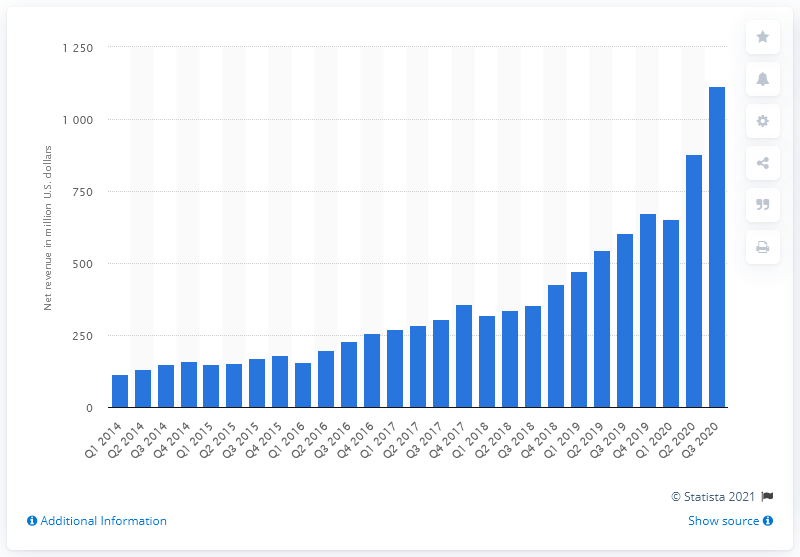 Net revenue in million U.S. dollars
1 250
1 000
750
500
250
0
Q1 2014
Q2 2014
Q3 2014
Q4 2014
Q1 2015
Q2 2015
Q3 2015
Q4 2015
Q1 2016
Q2 2016
Q3 2016
Q4 2016
Q1 2017
Q2 2017
Q3 2017
Q4 2017
Q1 2018
Q2 2018
Q3 2018
Q4 2018
Q1 2019
Q2 2019
Q3 2019
Q4 2019
Q1 2020
Q2 2020
Q3 2020
© Statista 2021
Additional Information
Show source